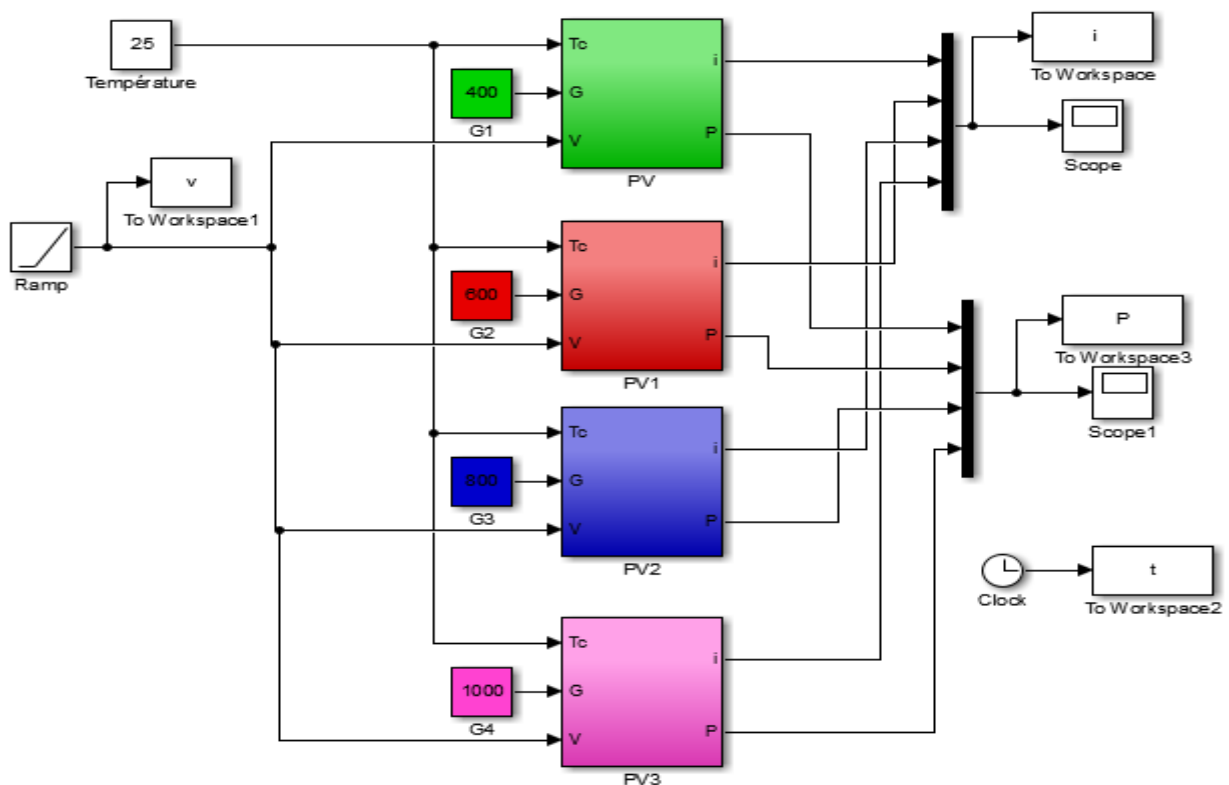 25
Température
v
To Workspace1
Ramp
400
G1
Tc
G
V
i
P
PV
600
G2
Tc
G
V
i
P
PV1
800
G3
Tc
G
V
i
P
PV2
1000
G4
Tc
G
V
i
P
PV3
i
To Workspace
Scope
P
To Workspace3
Scope1
Clock
t
To Workspace2